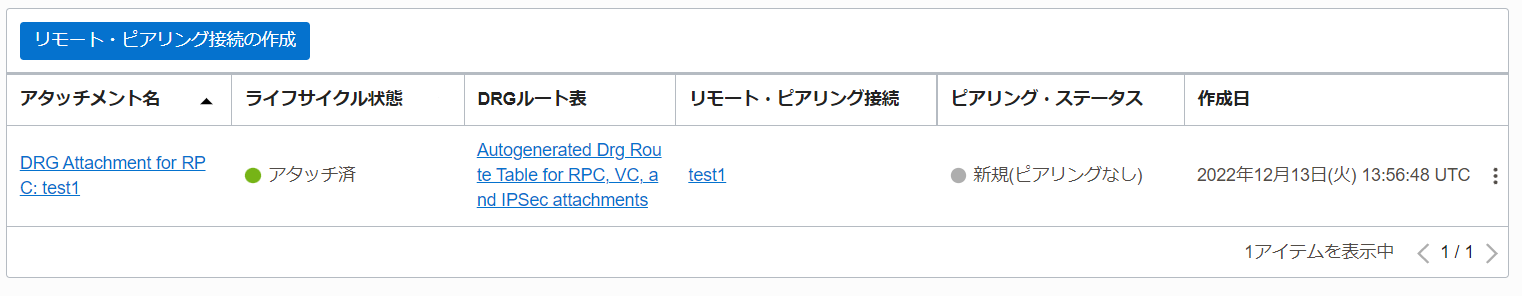 リモート・ピアリング接続の作成
アタッチメント名 ライフサイクル状態 DRGルート表 リモート・ピアリング接続 ピアリング・ステータス 作成日
DRG Attachment for RP
C: test1
アタッチ済
Autogenerated Drg Rou
te Table for RPC, VC, a
nd IPSec attachments
test1
新規(ピアリングなし)
2022年12月13日(火) 13:56:48 UTC
1アイテムを表示中 1 / 1